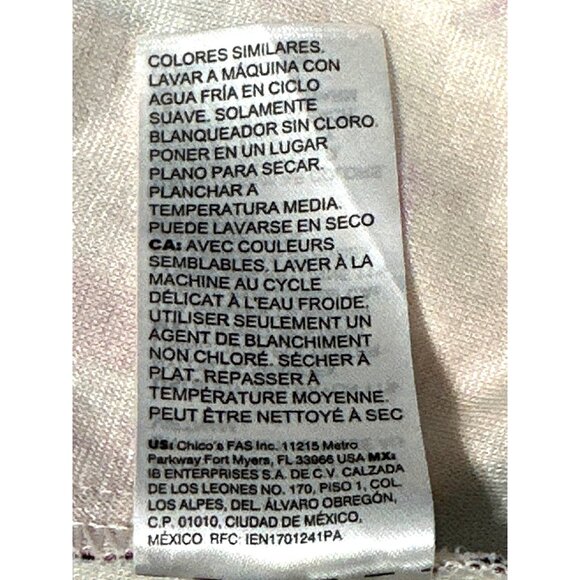 COLORES SIMILARES.
LAVAR A MÁQUINA CON
AGUA FRÍA EN CICLO
SUAVE. SOLAMENTE
BLANQUEADOR SIN CLORO.
PONER EN UN LUGAR
PLANO PARA SECAR.
PLANCHAR A
TEMPERATURA MEDIA.
PUEDE LAVARSE EN SECO
CA: AVEC COULEURS
SEMBLABLES. LAVER À LA
MACHINE AU CYCLE
DÉLICAT À L'EAU FROIDE.
UTILISER SEULEMENT UN
AGENT DE BLANCHIMENT
NON CHLORÉ. SÉCHER À
PLAT. REPASSER À
TEMPÉRATURE MOYENNE.
PEUT ÊTRE NETTOYÉ À SEC
US: Chico's FAS Inc. 11215 Metro
Parkway Fort Myers, FL 33966 USA MX:
IB ENTERPRISES S.A. DE C.V. CALZADA
DE LOS LEONES NO. 170, PISO 1, COL.
LOS ALPES, DEL. ÁLVARO OBREGÓN,
C.P. 01010, CIUDAD DE MÉXICO,
MÉXICO RFC: IEN1701241PA